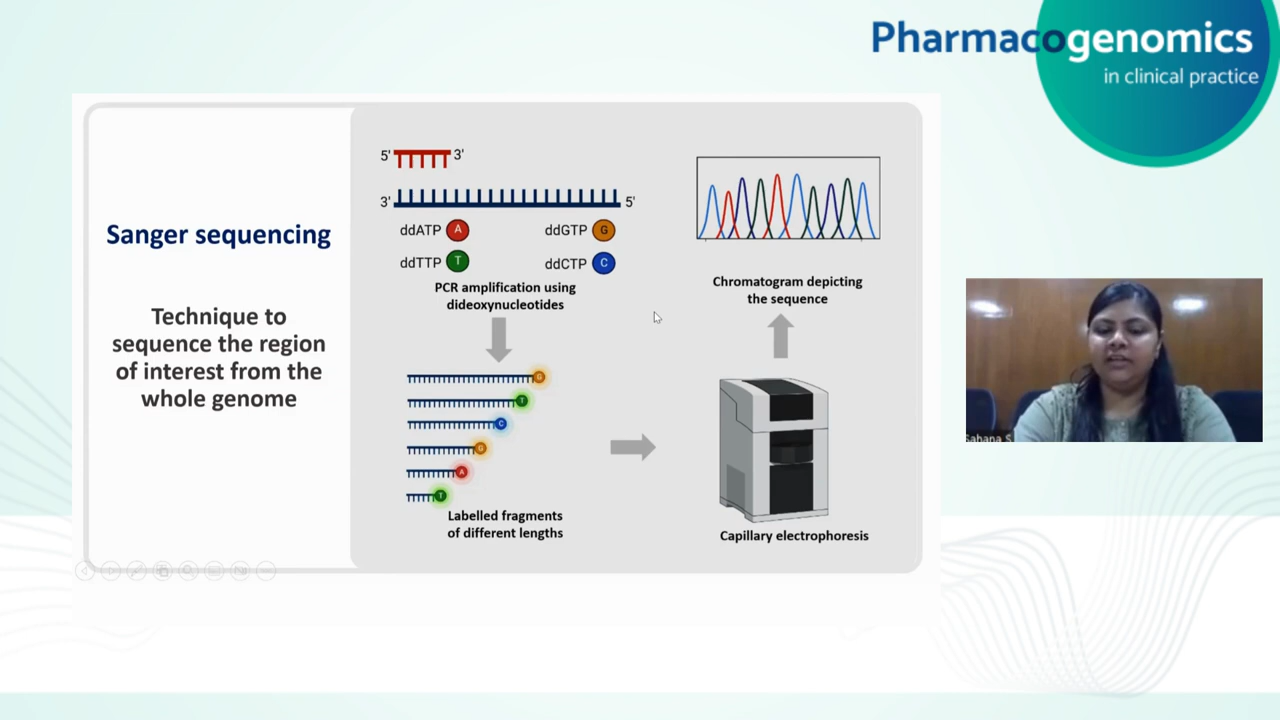 Pharmacogenomics
in clinical practice
Sanger sequencing
Technique to
sequence the region
of interest from the
whole genome
5' 3'
3' 5'
ddATP A ddGTP G
ddTTP T ddCTP C
PCR amplification using
dideoxynucleotides
G
T
C
G
A
T
Labelled fragments
of different lengths
Chromatogram depicting
the sequence
Capillary electrophoresis
Sahana S